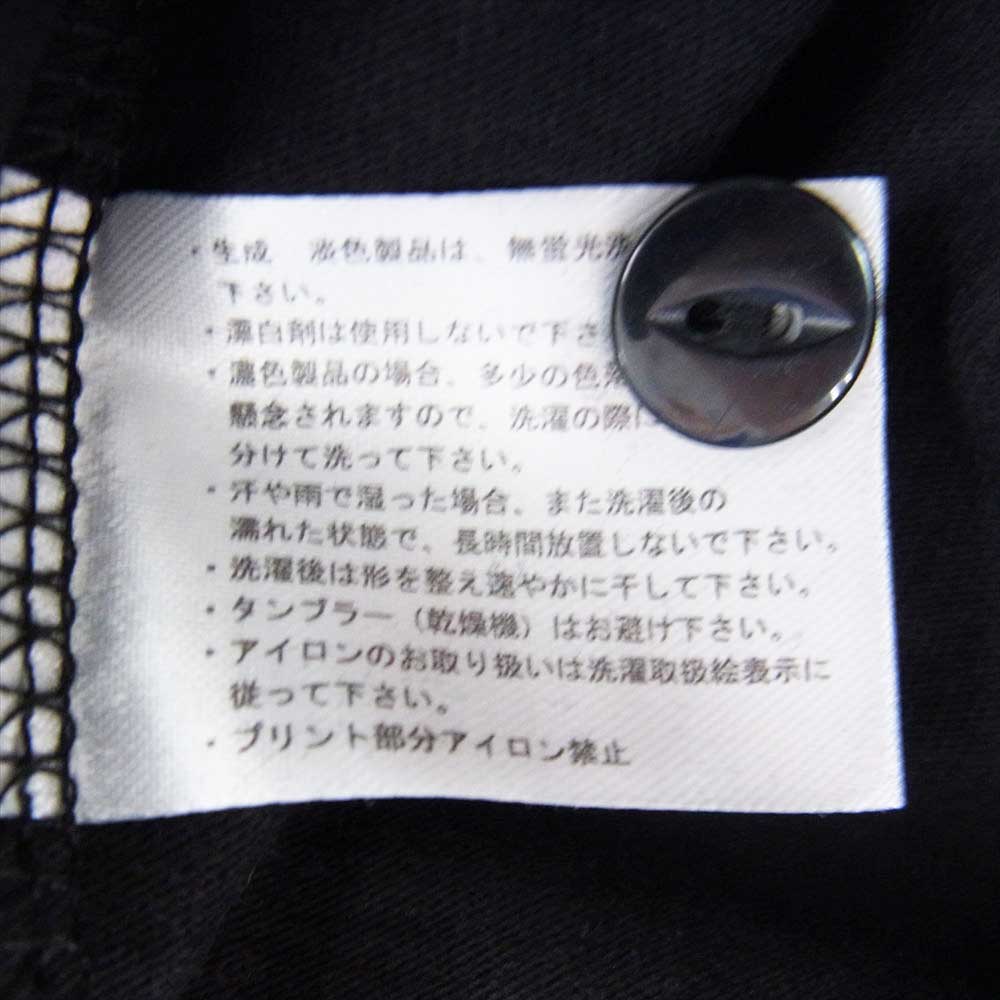 ・生成 淡色製品は、無蛍光洗
下さい。
・漂白剤は使用しないで下さ
・濃色製品の場合、多少の色落
懸念されますので、洗濯の際に
分けて洗って下さい。
・汗や雨で湿った場合、また洗濯後の
濡れた状態で、長時間放置しないで下さい。
・洗濯後は形を整え速やかに干して下さい。
・タンブラー（乾燥機）はお避け下さい。
・アイロンのお取り扱いは洗濯取扱絵表示に
従って下さい。
・プリント部分アイロン禁止